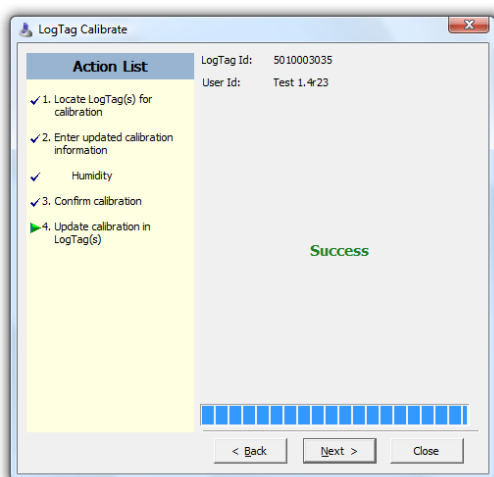 LogTag Calibrate
Action List
1. Locate LogTag(s) for
calibration
2. Enter updated calibration
information
Humidity
3. Confirm calibration
4. Update calibration in
LogTag(s)
LogTag Id: 5010003035
User Id: Test 1.4r23
Success
< Back
Next >
Close